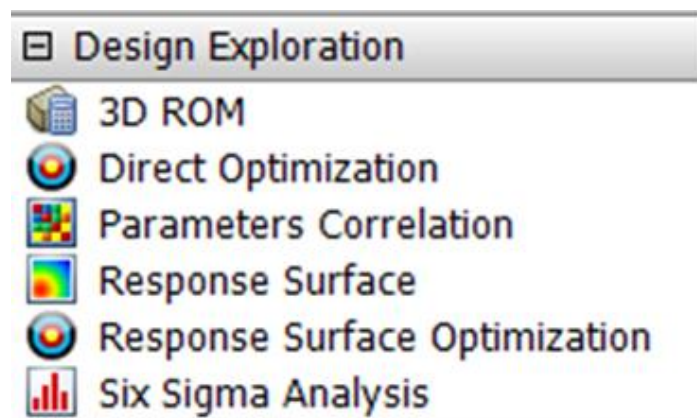 Design Exploration
3D ROM
Direct Optimization
Parameters Correlation
Response Surface
Response Surface Optimization
Six Sigma Analysis